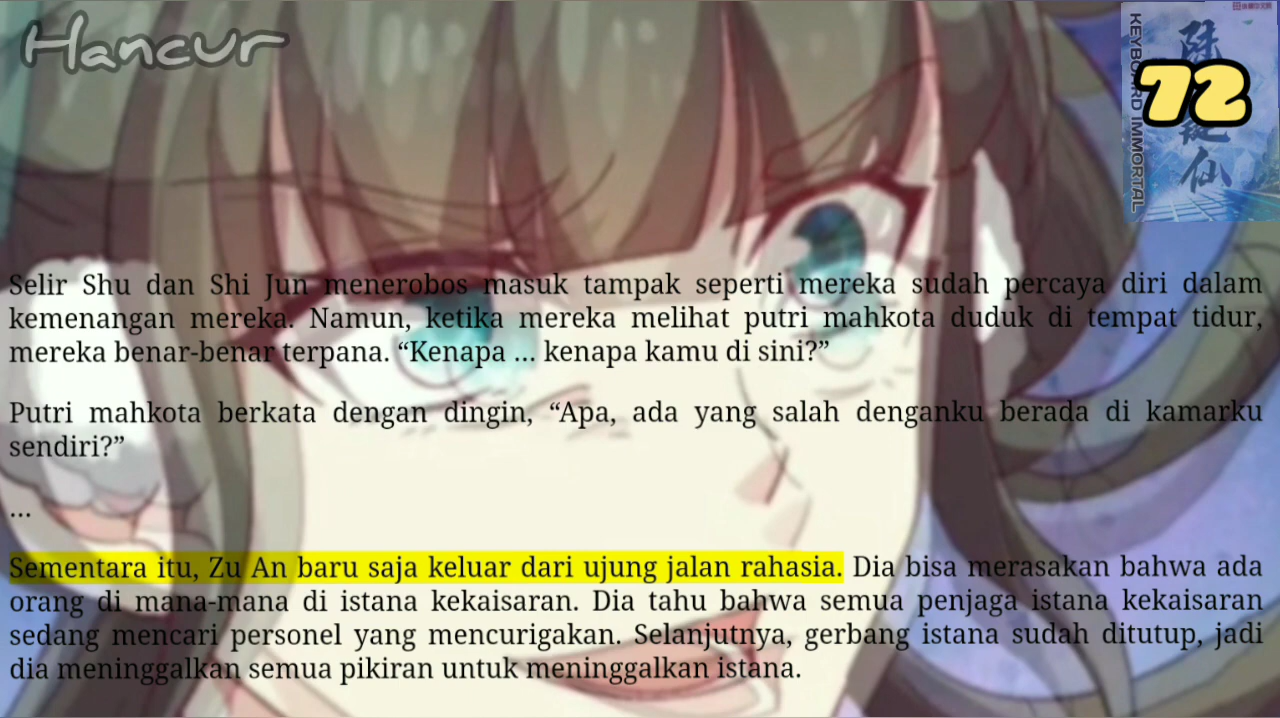 Hancur
72
KEYBOARD IMMORTAL
Selir Shu dan Shi Jun menerobos masuk tampak seperti mereka sudah percaya diri dalam
kemenangan mereka. Namun, ketika mereka melihat putri mahkota duduk di tempat tidur,
mereka benar-benar terpana. “Kenapa ... kenapa kamu di sini?”
Putri mahkota berkata dengan dingin, “Apa, ada yang salah denganku berada di kamarku
sendiri?”
...
Sementara itu, Zu An baru saja keluar dari ujung jalan rahasia. Dia bisa merasakan bahwa ada
orang di mana-mana di istana kekaisaran. Dia tahu bahwa semua penjaga istana kekaisaran
sedang mencari personel yang mencurigakan. Selanjutnya, gerbang istana sudah ditutup, jadi
dia meninggalkan semua pikiran untuk meninggalkan istana.